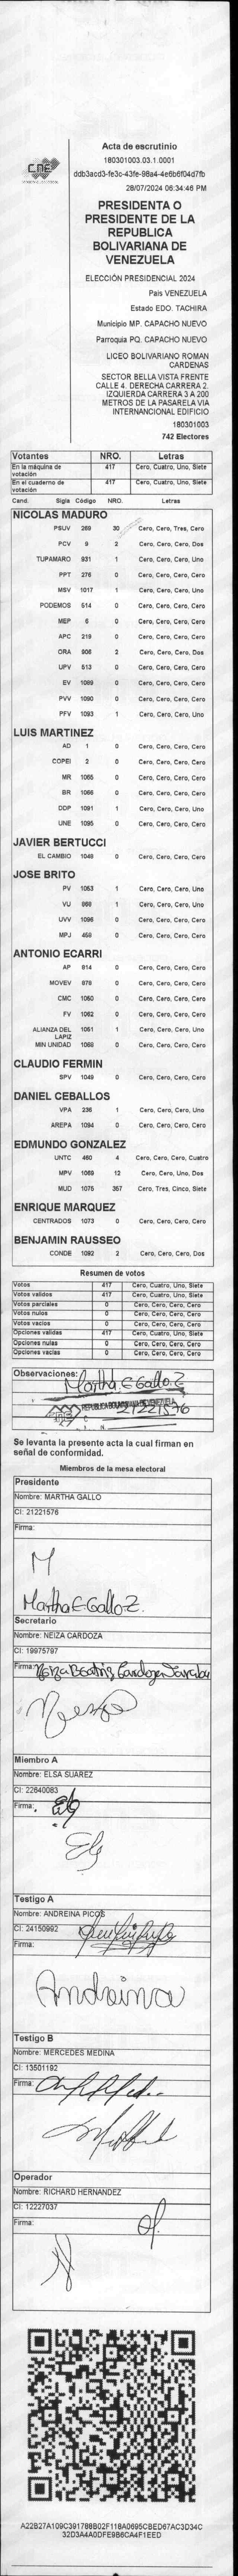 CNE
Acta de escrutinio
180301003.03.1.0001
ddb3acd3-fe3c-43fe-98a4-4e6b6f04d7fb
28/07/2024 06:34:46 PM
PRESIDENTA O
PRESIDENTE DE LA
REPUBLICA
BOLIVARIANA DE
VENEZUELA
ELECCIÓN PRESIDENCIAL 2024
País VENEZUELA
Estado EDO. TACHIRA
Municipio MP. CAPACHO NUEVO
Parroquia PQ. CAPACHO NUEVO
LICEO BOLIVARIANO ROMAN
CARDENAS
SECTOR BELLA VISTA FRENTE
CALLE 4. DERECHA CARRERA 2.
IZQUIERDA CARRERA 3 A 200
METROS DE LA PASARELA VIA
INTERNANCIONAL EDIFICIO
180301003
742 Electores
Votantes NRO. Letras
En la máquina de votación 417 Cero, Cuatro, Uno, Siete
En el cuaderno de votación 417 Cero, Cuatro, Uno, Siete
Cand. Sigla Código NRO. Letras
NICOLAS MADURO
PSUV 269 30 Cero, Cero, Tres, Cero
PCV 9 2 Cero, Cero, Cero, Dos
TUPAMARO 931 1 Cero, Cero, Cero, Uno
PPT 276 0 Cero, Cero, Cero, Cero
MSV 1017 1 Cero, Cero, Cero, Uno
PODEMOS 514 0 Cero, Cero, Cero, Cero
MEP 6 0 Cero, Cero, Cero, Cero
APC 219 0 Cero, Cero, Cero, Cero
ORA 906 2 Cero, Cero, Cero, Dos
UPV 513 0 Cero, Cero, Cero, Cero
EV 1089 0 Cero, Cero, Cero, Cero
PVV 1090 0 Cero, Cero, Cero, Cero
PFV 1093 1 Cero, Cero, Cero, Uno
LUIS MARTINEZ
AD 1 0 Cero, Cero, Cero, Cero
COPEI 2 0 Cero, Cero, Cero, Cero
MR 1065 0 Cero, Cero, Cero, Cero
BR 1066 0 Cero, Cero, Cero, Cero
DDP 1091 1 Cero, Cero, Cero, Uno
UNE 1095 0 Cero, Cero, Cero, Cero
JAVIER BERTUCCI
EL CAMBIO 1048 0 Cero, Cero, Cero, Cero
JOSE BRITO
PV 1053 1 Cero, Cero, Cero, Uno
VU 868 1 Cero, Cero, Cero, Uno
UVV 1096 0 Cero, Cero, Cero, Cero
MPJ 458 0 Cero, Cero, Cero, Cero
ANTONIO ECARRI
AP 814 0 Cero, Cero, Cero, Cero
MOVEV 878 0 Cero, Cero, Cero, Cero
CMC 1060 0 Cero, Cero, Cero, Cero
FV 1062 0 Cero, Cero, Cero, Cero
ALIANZA DEL LAPIZ 1051 1 Cero, Cero, Cero, Uno
MIN UNIDAD 1068 0 Cero, Cero, Cero, Cero
CLAUDIO FERMIN
SPV 1049 0 Cero, Cero, Cero, Cero
DANIEL CEBALLOS
VPA 236 1 Cero, Cero, Cero, Uno
AREPA 1094 0 Cero, Cero, Cero, Cero
EDMUNDO GONZALEZ
UNTC 460 4 Cero, Cero, Cero, Cuatro
MPV 1069 12 Cero, Cero, Uno, Dos
MUD 1075 357 Cero, Tres, Cinco, Siete
ENRIQUE MARQUEZ
CENTRADOS 1073 0 Cero, Cero, Cero, Cero
BENJAMIN RAUSSEO
CONDE 1092 2 Cero, Cero, Cero, Dos
Resumen de votos
Votos 417 Cero, Cuatro, Uno, Siete
Votos validos 417 Cero, Cuatro, Uno, Siete
Votos parciales 0 Cero, Cero, Cero, Cero
Votos nulos 0 Cero, Cero, Cero, Cero
Votos vacios 0 Cero, Cero, Cero, Cero
Opciones validas 417 Cero, Cuatro, Uno, Siete
Opciones nulas 0 Cero, Cero, Cero, Cero
Opciones vacias 0 Cero, Cero, Cero, Cero
Observaciones: Martha E Gallo Z
REPUBLICA BOLIVARIANA DE VENEZUELA
21221576
Se levanta la presente acta la cual firman en
señal de conformidad.
Miembros de la mesa electoral
Presidente
Nombre: MARTHA GALLO
CI: 21221576
Firma:
M
Martha E Gallo Z.
Secretario
Nombre: NEIZA CARDOZA
CI: 19975797
Firma: Neiza Beatriz
Miembro A
Nombre: ELSA SUAREZ
CI: 22640083
Firma:
Testigo A
Nombre: ANDREINA PICOS
CI: 24150992
Firma:
Andreina
Testigo B
Nombre: MERCEDES MEDINA
CI: 13501192
Firma:
Operador
Nombre: RICHARD HERNANDEZ
CI: 12227037
Firma:
A22B27A109C391788B02F118A0695CBED67AC3D34C
32D3A4A0DFE9B6CA4F1EED